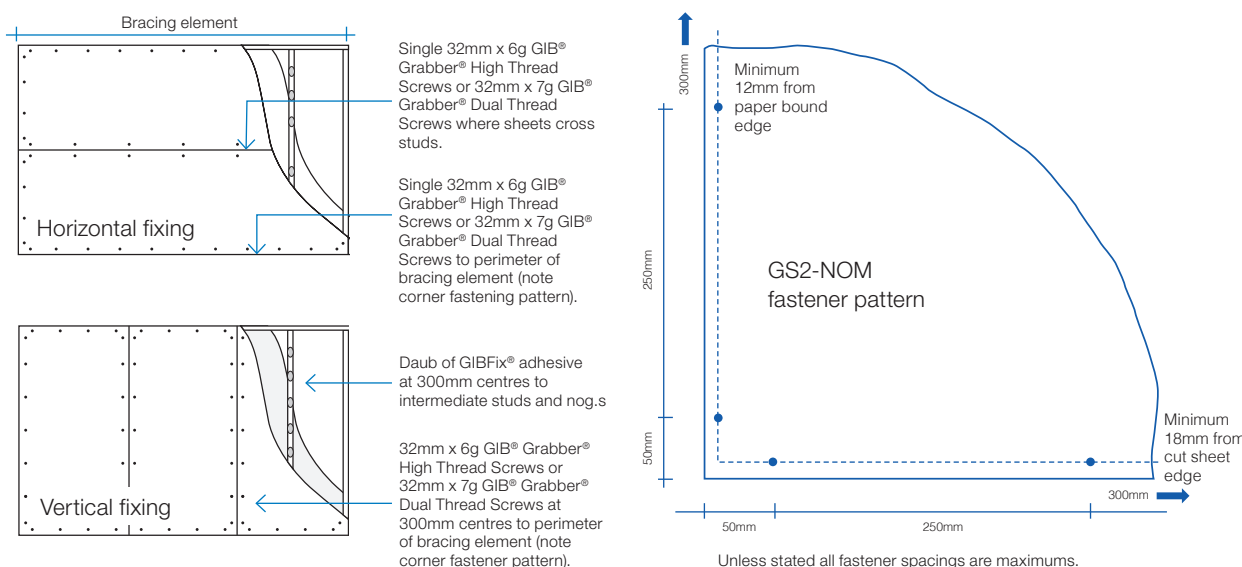 Bracing element
Single 32mm x 6g GIB®
Grabber® High Thread
Screws or 32mm x 7g GIB®
Grabber® Dual Thread
Screws where sheets cross
studs.
Single 32mm x 6g GIB®
Grabber® High Thread
Screws or 32mm x 7g GIB®
Grabber® Dual Thread
Screws to perimeter of
bracing element (note
corner fastening pattern).
Horizontal fixing
Daub of GIBFix® adhesive
at 300mm centres to
intermediate studs and nog.s
32mm x 6g GIB® Grabber®
High Thread Screws or
32mm x 7g GIB® Grabber®
Dual Thread Screws at
300mm centres to perimeter
of bracing element (note
corner fastener pattern).
Vertical fixing
300mm
Minimum
12mm from
paper bound
edge
250mm
GS2-NOM
fastener pattern
50mm
Minimum
18mm from
cut sheet
edge
300mm
50mm
250mm
Unless stated all fastener spacings are maximums.